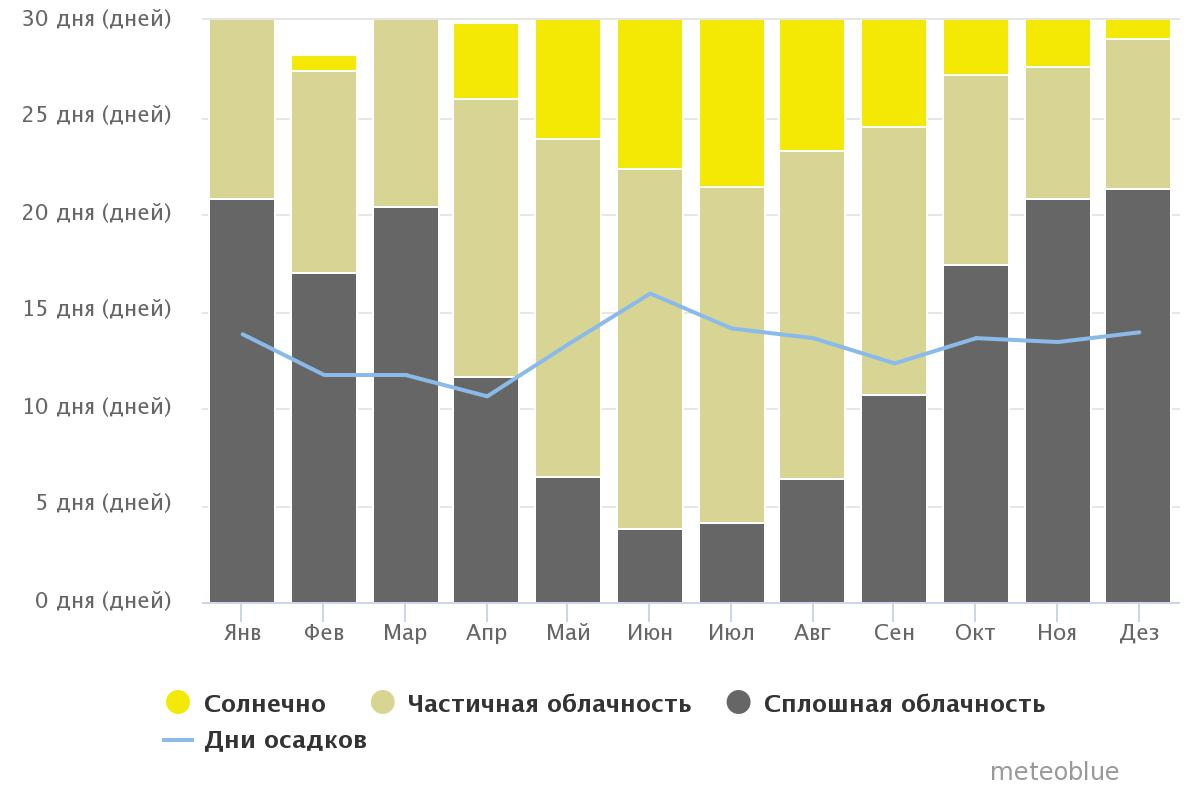 30 дня (дней)
25 дня (дней)
20 дня (дней)
15 дня (дней)
10 дня (дней)
5 дня (дней)
0 дня (дней)
Янв Фев Мар Апр Май Июн Июл Авг Сен Окт Ноя Дез
Солнечно Частичная облачность Сплошная облачность
Дни осадков
meteoblue